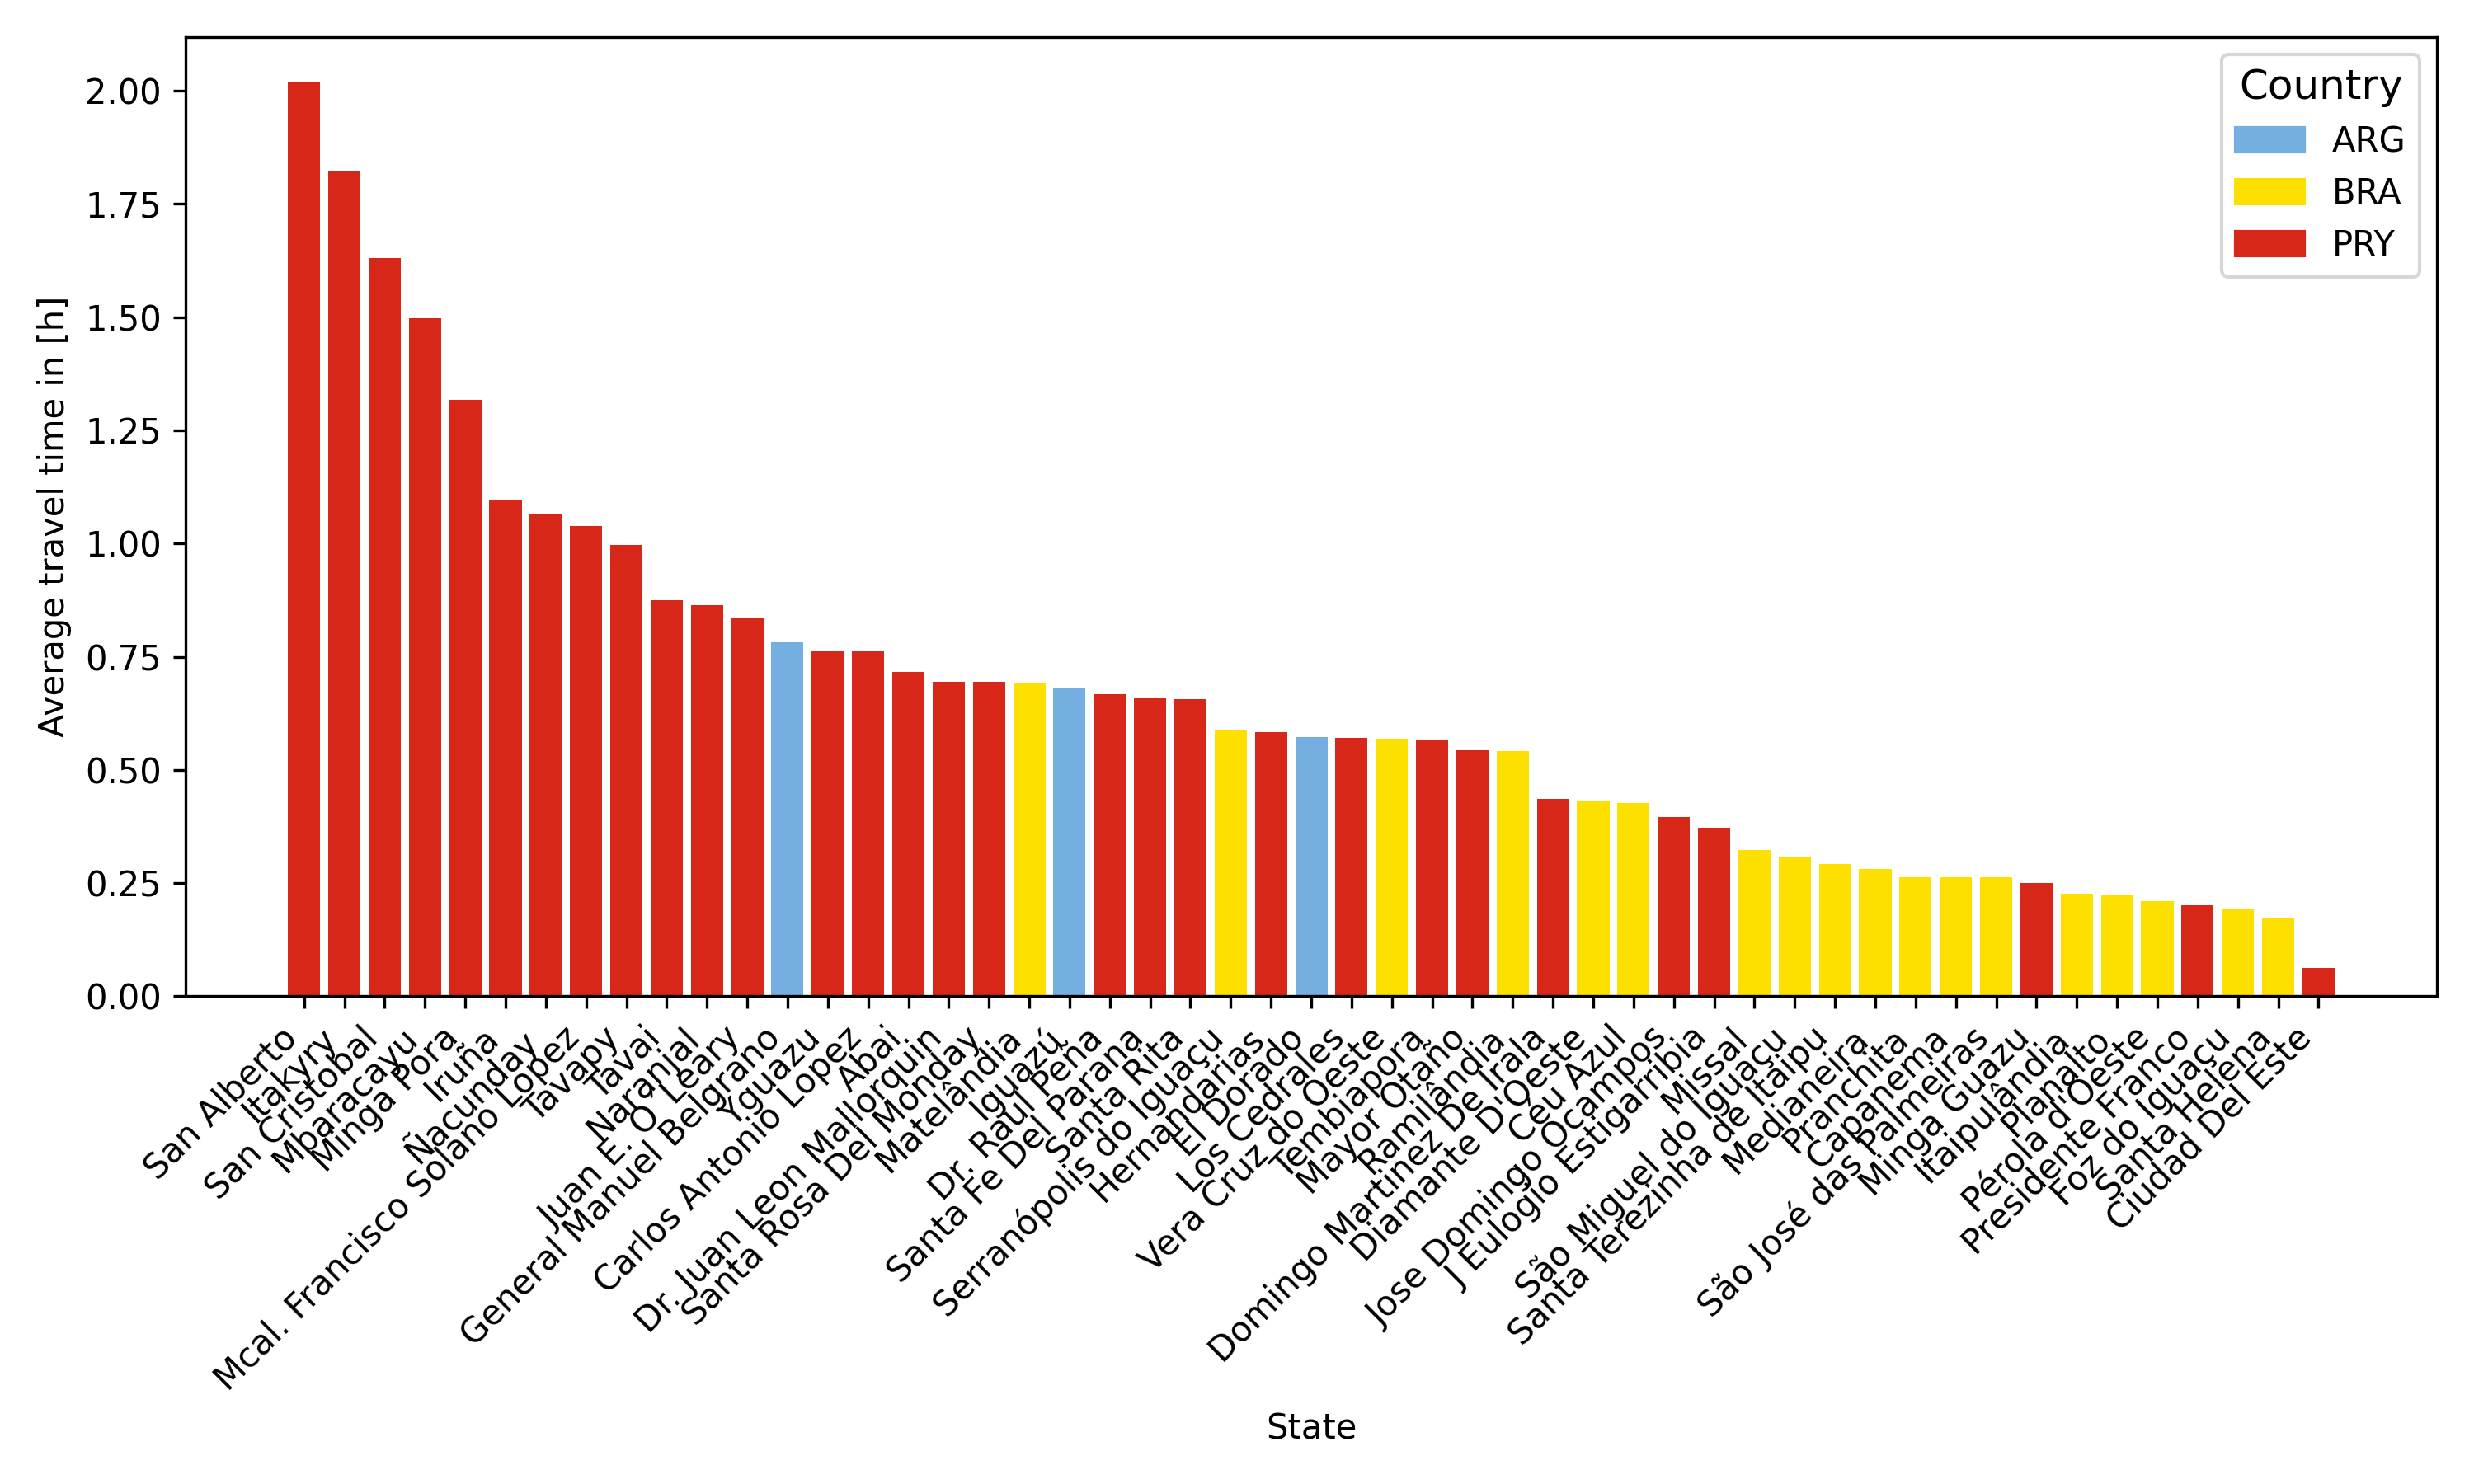 Country
ARG
BRA
PRY
Average travel time in [h]
2.00
1.75
1.50
1.25
1.00
0.75
0.50
0.25
0.00
San Alberto
Itakyry
San Cristobal
Mbaracayu
Minga Pora
Iruña
Ñacunday
Mcal. Francisco Solano Lopez
Tavapy
Tavai
Naranjal
Juan E. O Leary
General Manuel Belgrano
Yguazu
Carlos Antonio Lopez
Abai
Dr. Juan Leon Mallorquin
Santa Rosa Del Monday
Matelândia
Iguazú
Dr. Raul Pena
Santa Fe Del Parana
Santa Rita
Serranópolis do Iguaçu
Hernandarias
El Dorado
Los Cedrales
Vera Cruz do Oeste
Tembiapora
Mayor Otaño
Ramilândia
Domingo Martinez De Irala
Diamante D'Oeste
Céu Azul
Jose Domingo Ocampos
J Eulogio Estigarribia
Missal
São Miguel do Iguaçu
Santa Terezinha de Itaipu
Medianeira
Pranchita
Capanema
São José das Palmeiras
Minga Guazu
Itaipulândia
Planalto
Pérola d'Oeste
Presidente Franco
Foz do Iguaçu
Santa Helena
Ciudad Del Este
State